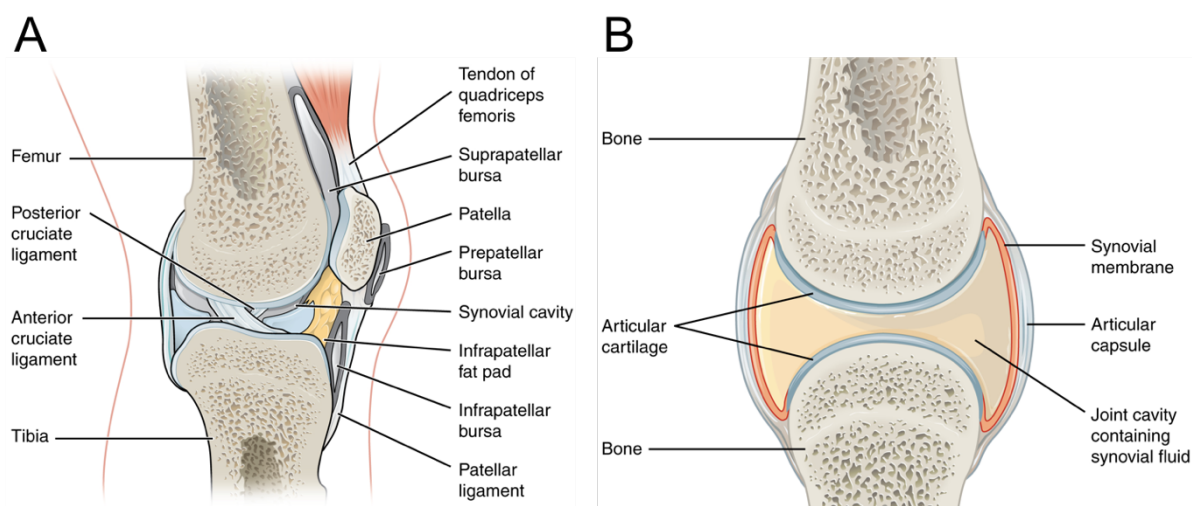 A
Femur
Posterior
cruciate
ligament
Anterior
cruciate
ligament
Tibia
Tendon of
quadriceps
femoris
Suprapatellar
bursa
Patella
Prepatellar
bursa
Synovial cavity
Infrapatellar
fat pad
Infrapatellar
bursa
Patellar
ligament
B
Bone
Articular
cartilage
Bone
Synovial
membrane
Articular
capsule
Joint cavity
containing
synovial fluid